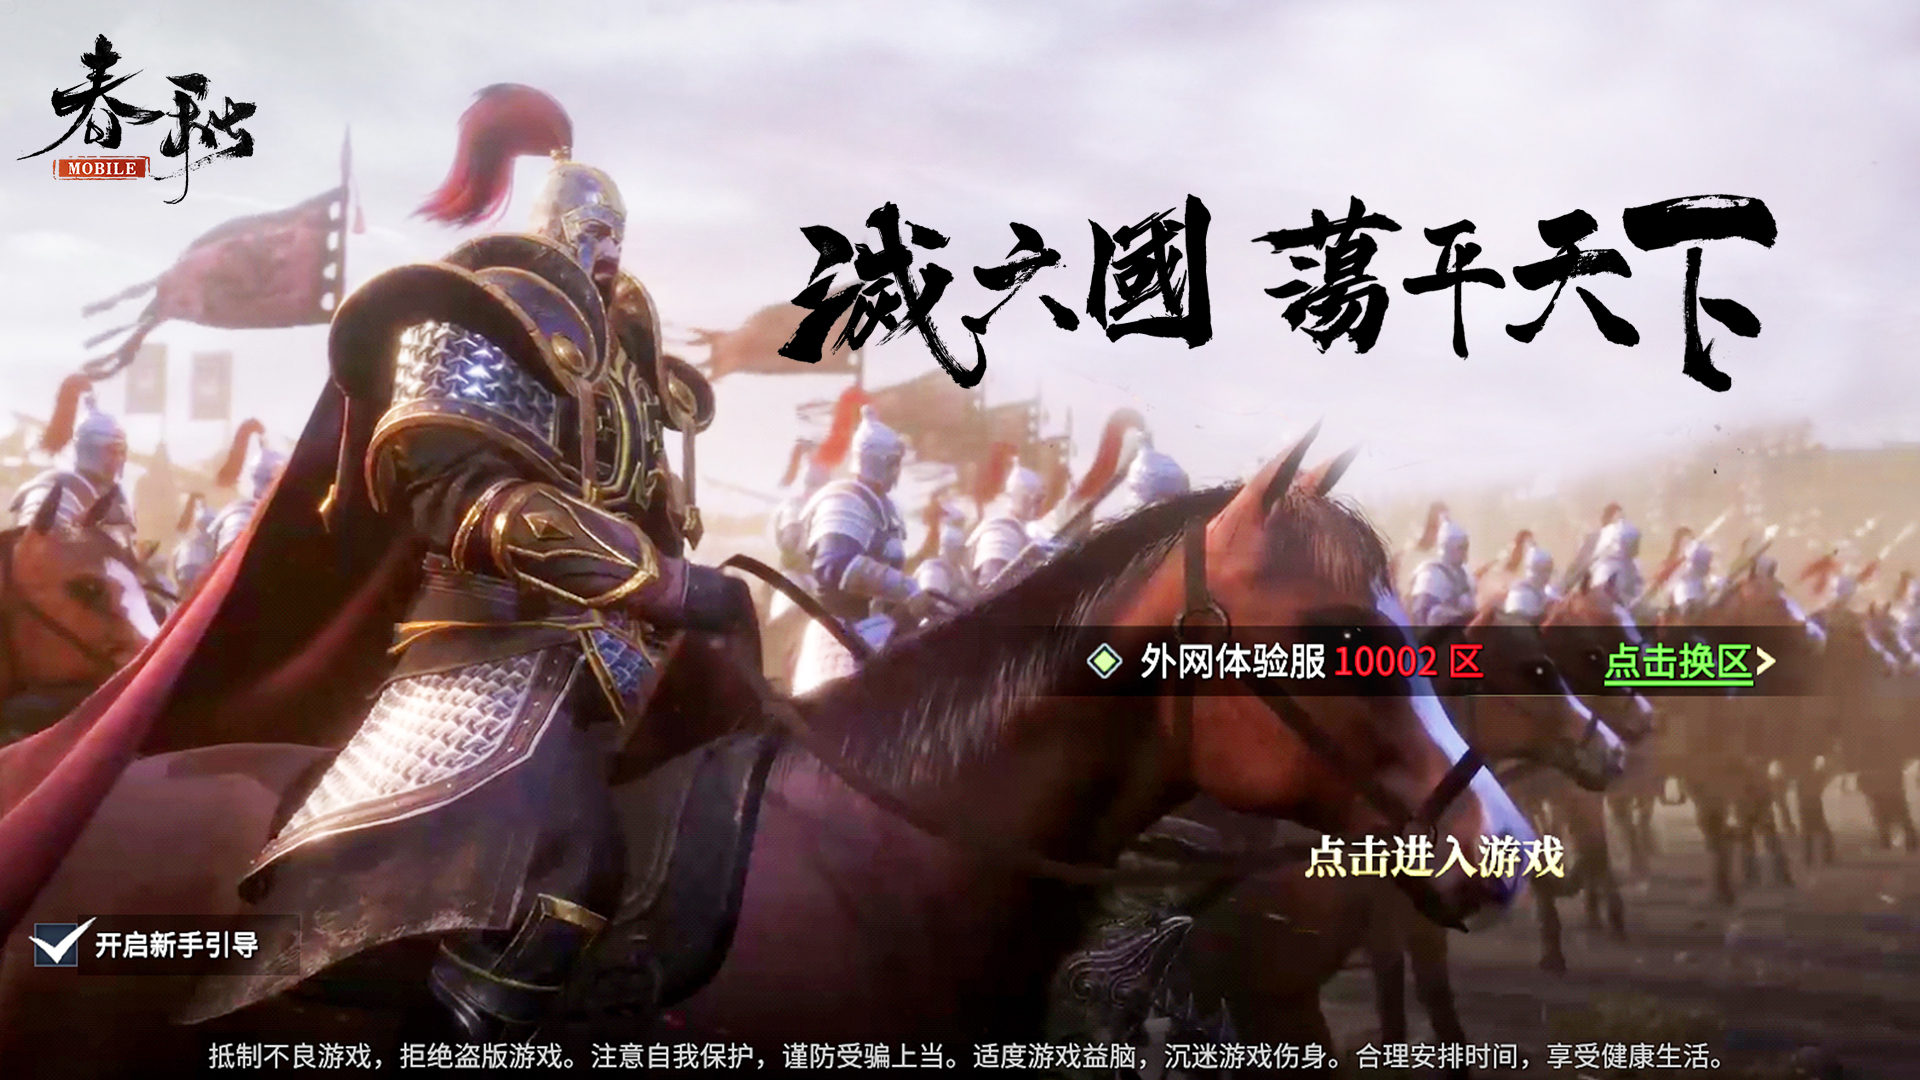 春秋
MOBILE
滅六國 蕩平天下
外网体验服 10002 区
点击换区
点击进入游戏
开启新手引导
抵制不良游戏，拒绝盗版游戏。注意自我保护，谨防受骗上当。适度游戏益脑，沉迷游戏伤身。合理安排时间，享受健康生活。